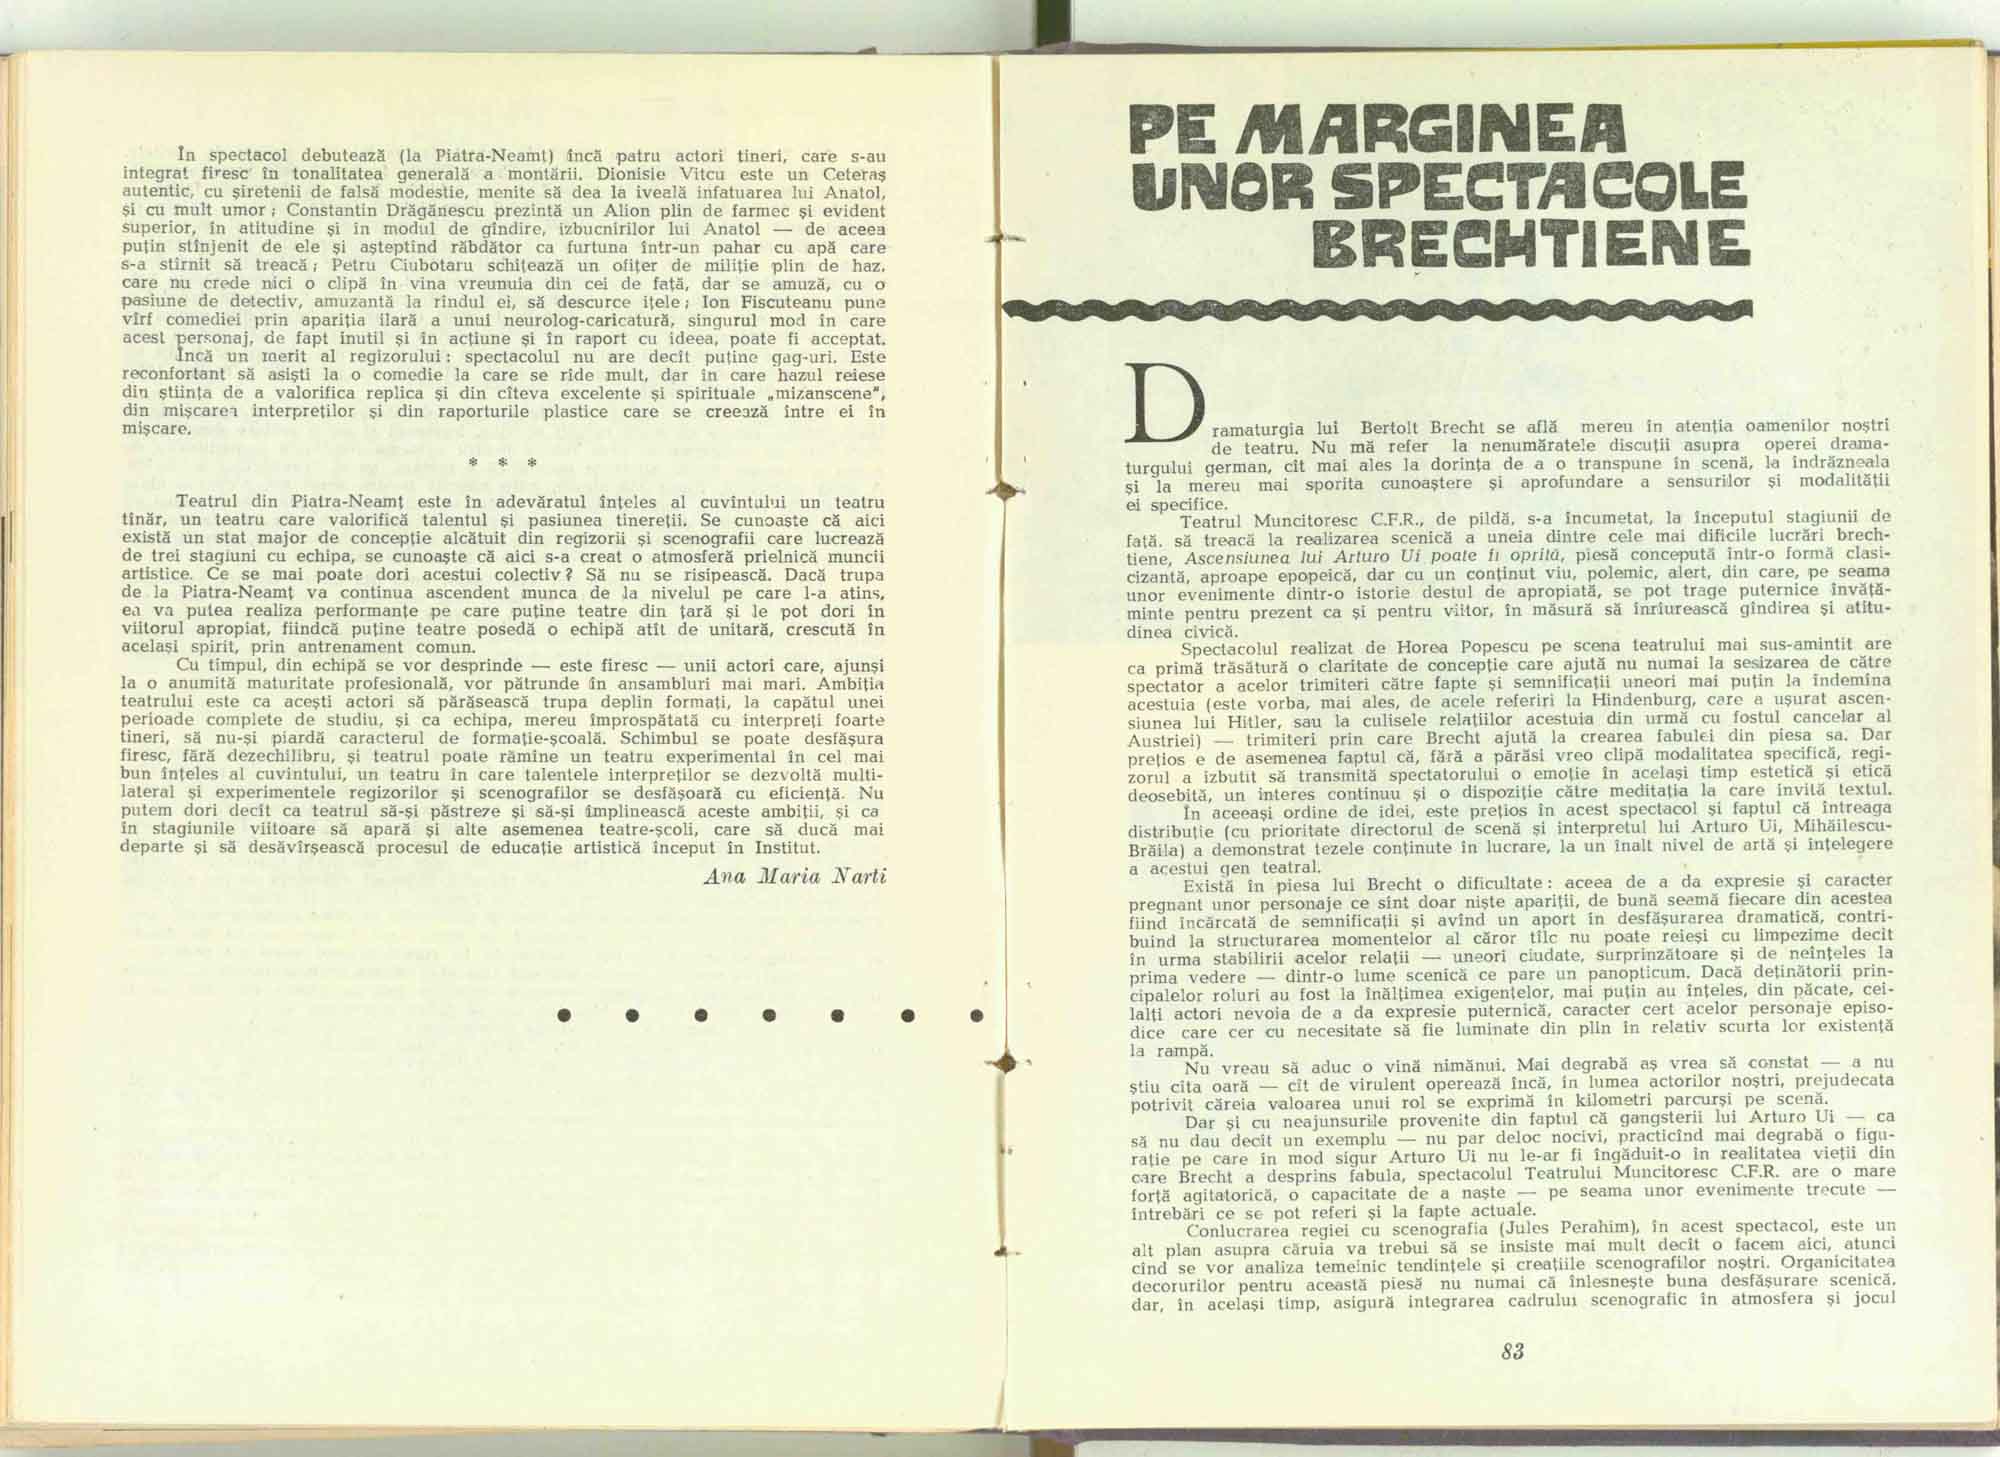 În spectacol debutează (la Piatra-Neamț) încă patru actori tineri, care s-au
integrat firesc în tonalitatea generală a montării. Dionisie Vitcu este un Ceteraș
autentic, cu șiretenii de falsă modestie, menite să dea la iveală infatuarea lui Anatol,
și cu mult umor ; Constantin Drăgănescu prezintă un Alion plin de farmec și evident
superior, în atitudine și in modul de gîndire, izbucnirilor lui Anatol — de aceea
puțin stînjenit de ele și așteptind răbdător ca furtuna într-un pahar cu apă care
s-a stîrnit să treacă ; Petru Ciubotaru schițează un ofițer de miliție plin de haz,
care nu crede nici o clipă în vina vreunuia din cei de față, dar se amuză, cu o
pasiune de detectiv, amuzantă la rîndul ei, să descurce ițele ; Ion Fiscuteanu pune
vîrf comediei prin apariția ilară a unui neurolog-caricatură, singurul mod în care
acest personaj, de fapt inutil și în acțiune și în raport cu ideea, poate fi acceptat.
Încă un merit al regizorului : spectacolul nu are decît puține gag-uri. Este
reconfortant să asiști la o comedie la care se ride mult, dar în care hazul reiese
din știința de a valorifica replica și din cîteva excelente și spirituale „mizanscene",
din mișcarea interpreților și din raporturile plastice care se creează între ei în
mișcare.
* * *
Teatrul din Piatra-Neamț este în adevăratul înțeles al cuvîntului un teatru
tînăr, un teatru care valorifică talentul și pasiunea tinereții. Se cunoaște că aici
există un stat major de concepție alcătuit din regizorii și scenografii care lucrează
de trei stagiuni cu echipa, se cunoaște că aici s-a creat o atmosferă prielnică muncii
artistice. Ce se mai poate dori acestui colectiv ? Să nu se risipească. Dacă trupa
de la Piatra-Neamț va continua ascendent munca de la nivelul pe care l-a atins,
ea va putea realiza performanțe pe care puține teatre din țară și le pot dori în
viitorul apropiat, fiindcă puține teatre posedă o echipă atît de unitară, crescută în
același spirit, prin antrenament comun.
Cu timpul, din echipă se vor desprinde — este firesc — unii actori care, ajunși
la o anumită maturitate profesională, vor pătrunde în ansambluri mai mari. Ambiția
teatrului este ca acești actori să părăsească trupa deplin formați, la capătul unei
perioade complete de studiu, și ca echipa, mereu împrospătată cu interpreți foarte
tineri, să nu-și piardă caracterul de formație-școală. Schimbul se poate desfășura
firesc, fără dezechilibru, și teatrul poate rămîne un teatru experimental în cel mai
bun înțeles al cuvintului, un teatru în care talentele interpreților se dezvoltă multi-
lateral și experimentele regizorilor și scenografilor se desfășoară cu eficiență. Nu
putem dori decît ca teatrul să-și păstreze și să-și împlinească aceste ambiții, și ca
în stagiunile viitoare să apară și alte asemenea teatre-școli, care să ducă mai
departe și să desăvîrșească procesul de educație artistică început în Institut.
Ana Maria Narti
PE MARGINEA
UNOR SPECTACOLE
BRECHTIENE
Dramaturgia lui Bertolt Brecht se află mereu în atenția oamenilor noștri
de teatru. Nu mă refer la nenumăratele discuții asupra operei drama-
turgului german, cît mai ales la dorința de a o transpune în scenă, la îndrăzneala
și la mereu mai sporita cunoaștere și aprofundare a sensurilor și modalității
ei specifice.
Teatrul Muncitoresc C.F.R., de pildă, s-a încumetat, la începutul stagiunii de
față, să treacă la realizarea scenică a uneia dintre cele mai dificile lucrări brech-
tiene, Ascensiunea lui Arturo Ui poate fi oprită, piesă concepută într-o formă clasi-
cizantă, aproape epopeică, dar cu un conținut viu, polemic, alert, din care, pe seama
unor evenimente dintr-o istorie destul de apropiată, se pot trage puternice învăță-
minte pentru prezent ca și pentru viitor, în măsură să înrîurească gîndirea și atitu-
dinea civică.
Spectacolul realizat de Horea Popescu pe scena teatrului mai sus-amintit are
ca primă trăsătură o claritate de concepție care ajută nu numai la sesizarea de către
spectator a acelor trimiteri către fapte și semnificații uneori mai puțin la îndemîna
acestuia (este vorba, mai ales, de acele referiri la Hindenburg, care a ușurat ascen-
siunea lui Hitler, sau la culisele relațiilor acestuia din urmă cu fostul cancelar al
Austriei) — trimiteri prin care Brecht ajută la crearea fabulei din piesa sa. Dar
prețios e de asemenea faptul că, fără a părăsi vreo clipă modalitatea specifică, regi-
zorul a izbutit să transmită spectatorului o emoție în același timp estetică și etică
deosebită, un interes continuu și o dispoziție către meditația la care invită textul.
În aceeași ordine de idei, este prețios în acest spectacol și faptul că întreaga
distribuție (cu prioritate directorul de scenă și interpretul lui Arturo Ui, Mihăilescu-
Brăila) a demonstrat tezele conținute în lucrare, la un înalt nivel de artă și înțelegere
a acestui gen teatral.
Există în piesa lui Brecht o dificultate : aceea de a da expresie și caracter
pregnant unor personaje ce sînt doar niște apariții, de bună seamă fiecare din acestea
fiind încărcată de semnificații și avînd un aport în desfășurarea dramatică, contri-
buind la structurarea momentelor al căror tîlc nu poate reieși cu limpezime decît
în urma stabilirii acelor relații — uneori ciudate, surprinzătoare și de neînțeles la
prima vedere — dintr-o lume scenică ce pare un panopticum. Dacă deținătorii prin-
cipalelor roluri au fost la înălțimea exigențelor, mai puțin au înțeles, din păcate, cei-
lalți actori nevoia de a da expresie puternică, caracter cert acelor personaje episo-
dice care cer cu necesitate să fie luminate din plin în relativ scurta lor existență
la rampă.
Nu vreau să aduc o vină nimănui. Mai degrabă aș vrea să constat — a nu
știu cita oară — cît de virulent operează încă, în lumea actorilor noștri, prejudecata
potrivit căreia valoarea unui rol se exprimă în kilometri parcurși pe scenă.
Dar și cu neajunsurile provenite din faptul că gangsterii lui Arturo Ui — ca
să nu dau decît un exemplu — nu par deloc nocivi, practicînd mai degrabă o figu-
rație pe care în mod sigur Arturo Ui nu le-ar fi îngăduit-o în realitatea vieții din
care Brecht a desprins fabula, spectacolul Teatrului Muncitoresc C.F.R. are o mare
forță agitatorică, o capacitate de a naște — pe seama unor evenimente trecute —
întrebări ce se pot referi și la fapte actuale.
Conlucrarea regiei cu scenografia (Jules Perahim), în acest spectacol, este un
alt plan asupra căruia va trebui să se insiste mai mult decît o facem aici, atunci
cînd se vor analiza temeinic tendințele și creațiile scenografilor noștri. Organicitatea
decorurilor pentru această piesă nu numai că înlesnește buna desfășurare scenică,
dar, în același timp, asigură integrarea cadrului scenografic în atmosfera și jocul
83